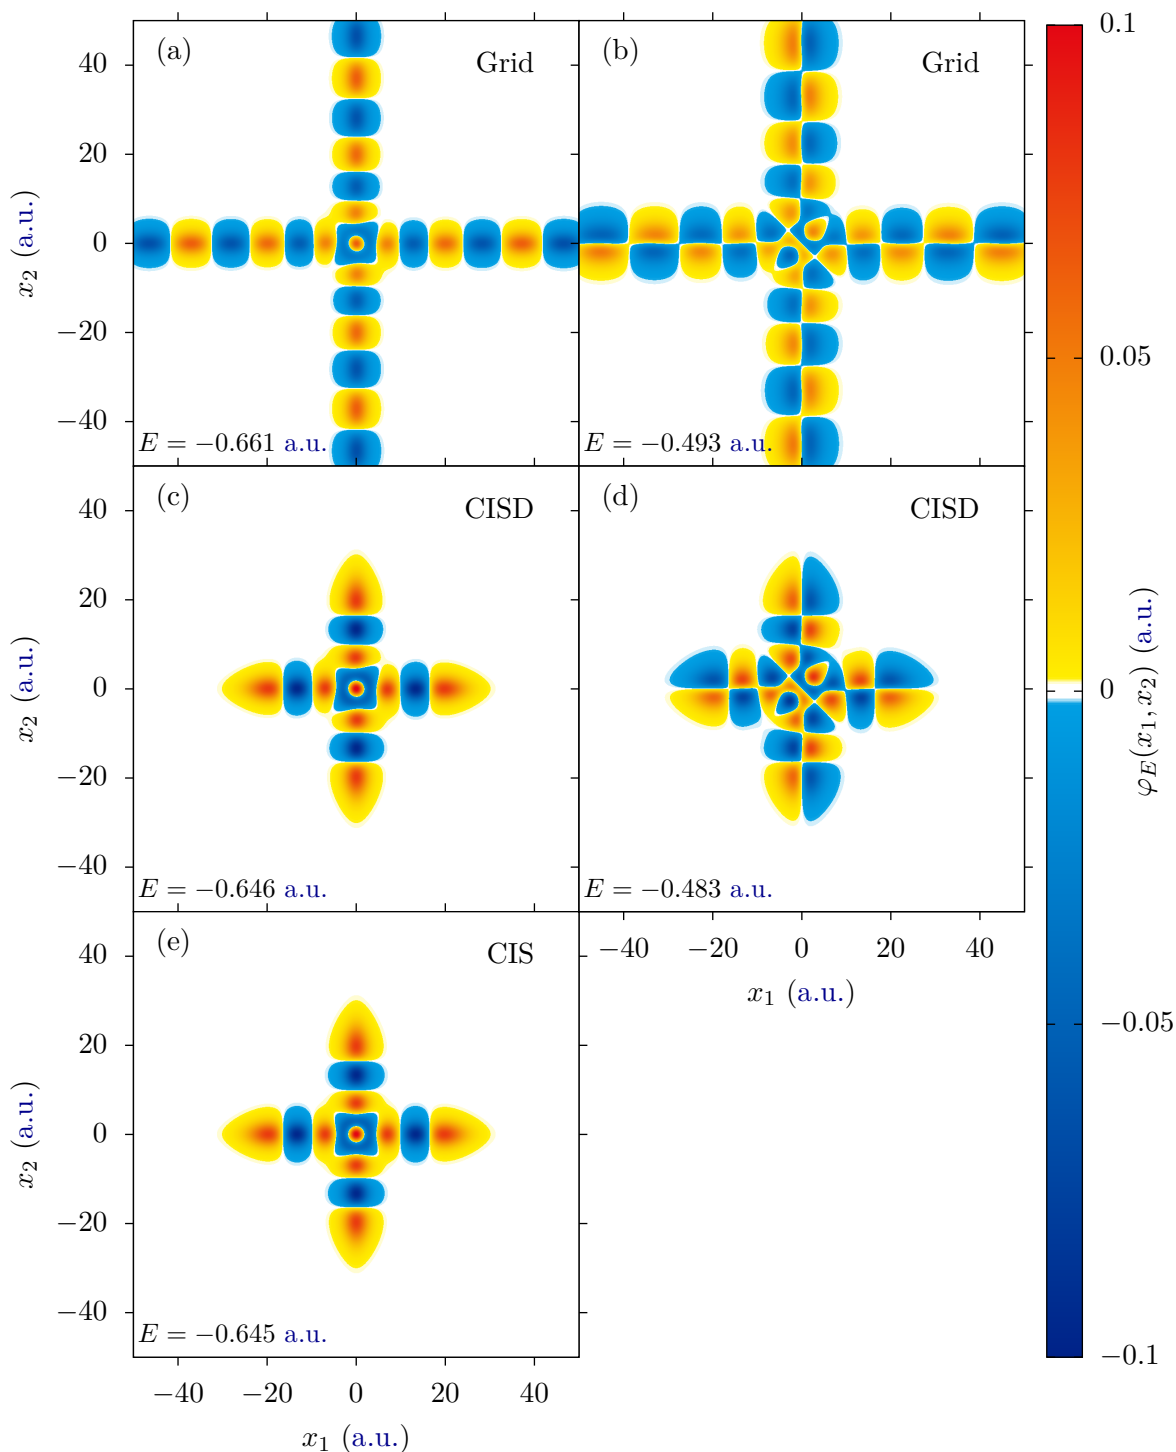 (a)
Grid
40
20
0
−20
−40
x₂ (a.u.)
E = −0.661 a.u.
(b)
Grid
E = −0.493 a.u.
(c)
CISD
40
20
0
−20
−40
x₂ (a.u.)
E = −0.646 a.u.
(d)
CISD
E = −0.483 a.u.
−40 −20 0 20 40
x₁ (a.u.)
(e)
CIS
40
20
0
−20
−40
x₂ (a.u.)
E = −0.645 a.u.
−40 −20 0 20 40
x₁ (a.u.)
0.1
0.05
0
−0.05
−0.1
φ_E(x₁, x₂) (a.u.)